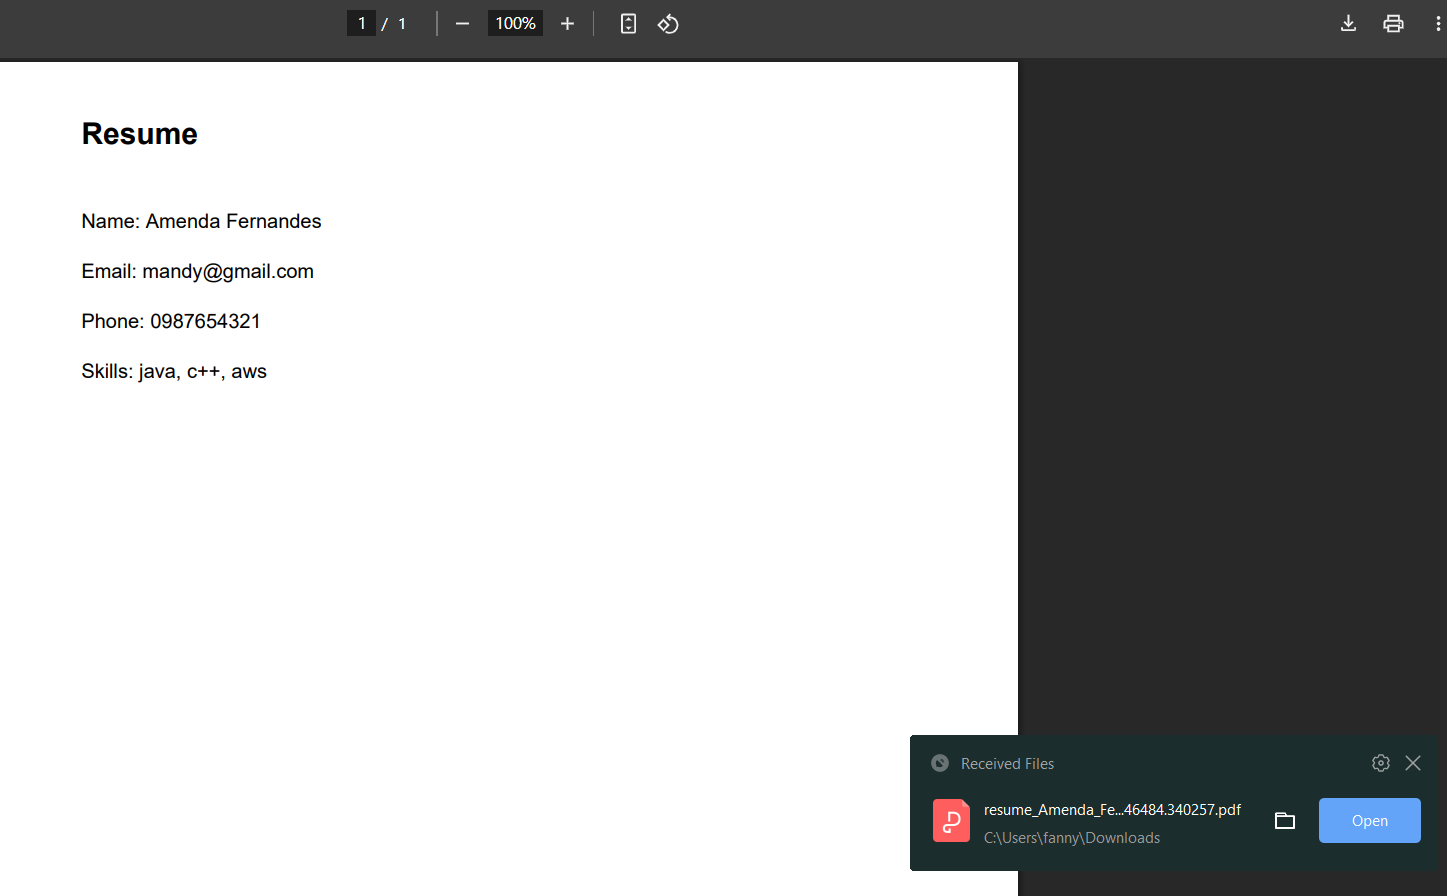 1 / 1
100%
Resume
Name: Amenda Fernandes
Email: mandy@gmail.com
Phone: 0987654321
Skills: java, c++, aws
Received Files
resume_Amenda_Fe...46484.340257.pdf
C:\Users\fanny\Downloads
Open